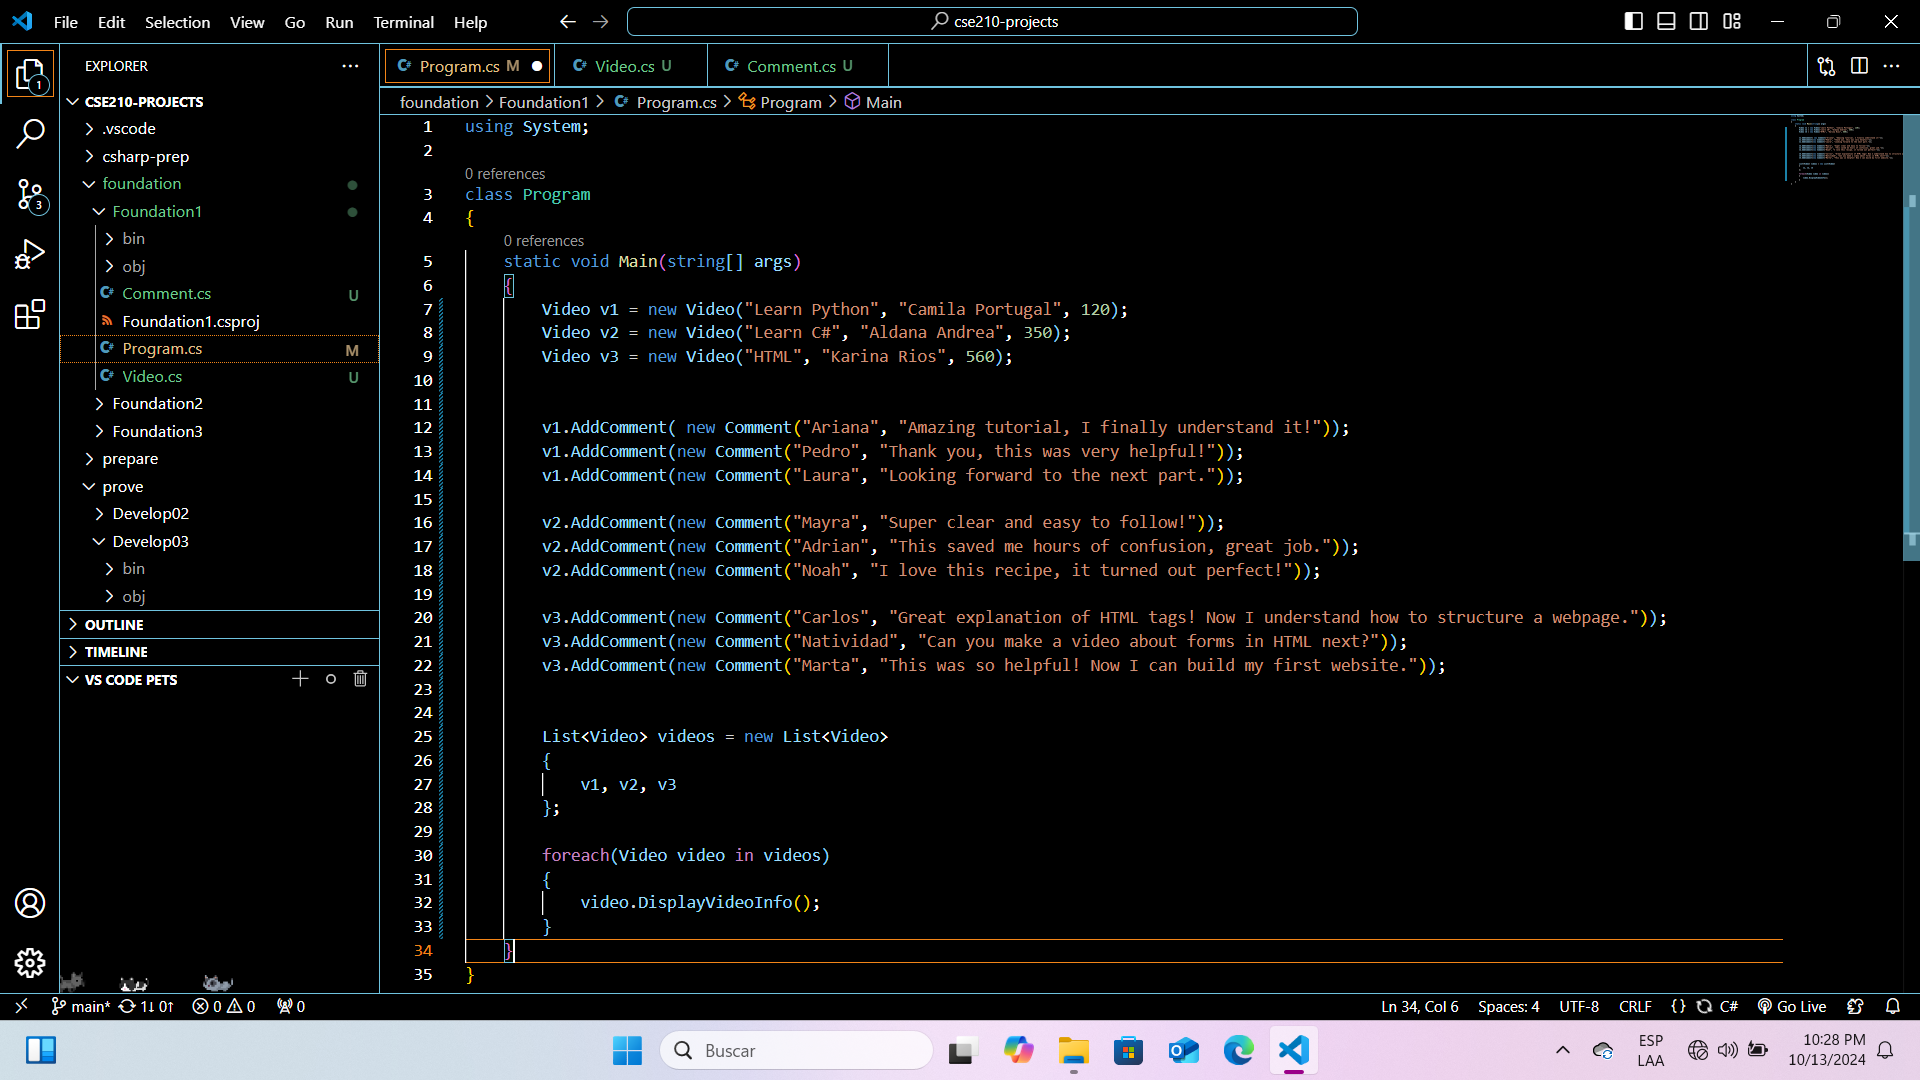 File Edit Selection View Go Run Terminal Help
cse210-projects
EXPLORER
CSE210-PROJECTS
.vscode
csharp-prep
foundation
Foundation1
bin
obj
Comment.cs U
Foundation1.csproj
Program.cs M
Video.cs U
Foundation2
Foundation3
prepare
prove
Develop02
Develop03
bin
obj
OUTLINE
TIMELINE
VS CODE PETS
1
3
Program.cs M
Video.cs U
Comment.cs U
foundation > Foundation1 > Program.cs > Program > Main
1 using System;
2
0 references
3 class Program
4 {
0 references
5 static void Main(string[] args)
6 {
7 Video v1 = new Video("Learn Python", "Camila Portugal", 120);
8 Video v2 = new Video("Learn C#", "Aldana Andrea", 350);
9 Video v3 = new Video("HTML", "Karina Rios", 560);
10
11
12 v1.AddComment( new Comment("Ariana", "Amazing tutorial, I finally understand it!"));
13 v1.AddComment(new Comment("Pedro", "Thank you, this was very helpful!"));
14 v1.AddComment(new Comment("Laura", "Looking forward to the next part."));
15
16 v2.AddComment(new Comment("Mayra", "Super clear and easy to follow!"));
17 v2.AddComment(new Comment("Adrian", "This saved me hours of confusion, great job."));
18 v2.AddComment(new Comment("Noah", "I love this recipe, it turned out perfect!"));
19
20 v3.AddComment(new Comment("Carlos", "Great explanation of HTML tags! Now I understand how to structure a webpage."));
21 v3.AddComment(new Comment("Natividad", "Can you make a video about forms in HTML next?"));
22 v3.AddComment(new Comment("Marta", "This was so helpful! Now I can build my first website."));
23
24
25 List<Video> videos = new List<Video>
26 {
27 v1, v2, v3
28 };
29
30 foreach(Video video in videos)
31 {
32 video.DisplayVideoInfo();
33 }
34 }
35 }
main* 1↓ 0↑ 0 0 0
Ln 34, Col 6 Spaces: 4 UTF-8 CRLF {} C# Go Live
Buscar
ESP
LAA
10:28 PM
10/13/2024